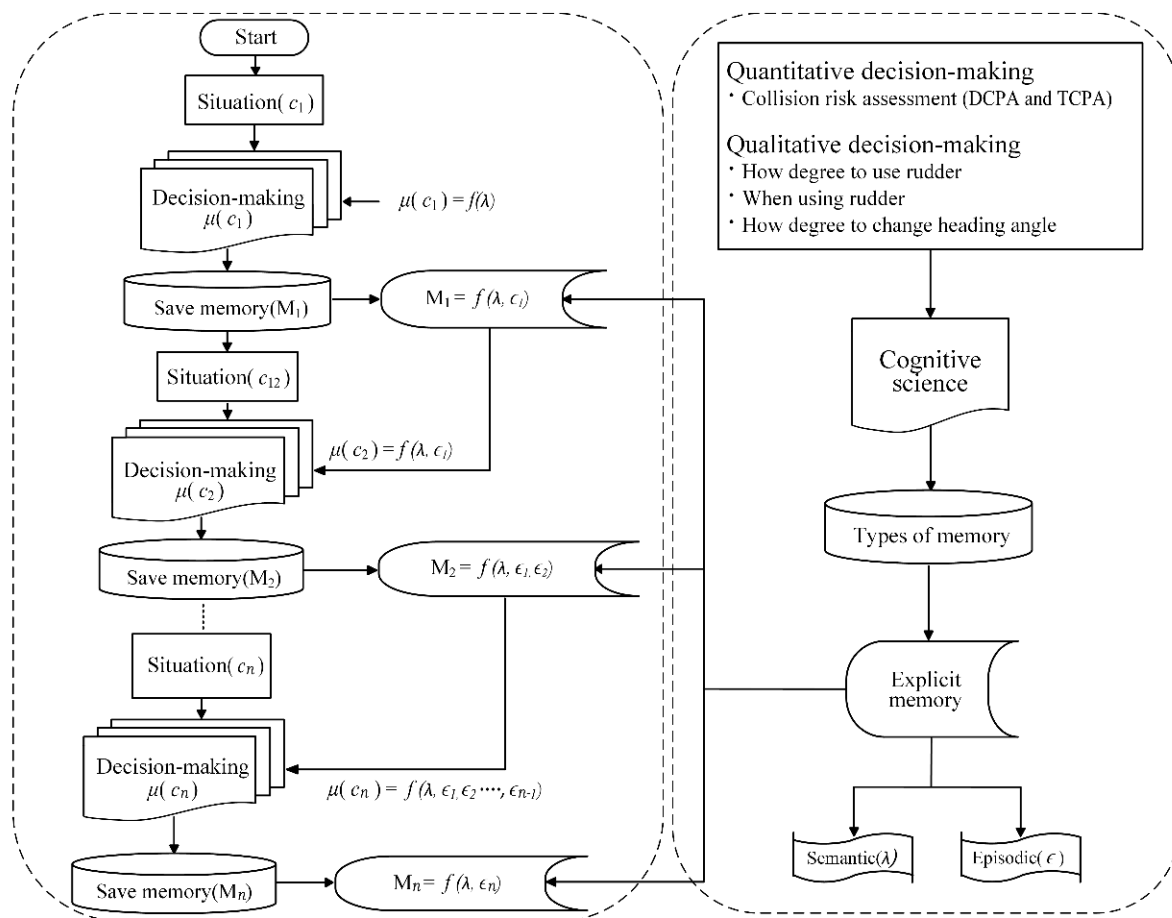 Start
Situation(c₁)
Decision-making
μ(c₁)
μ(c₁)=f(λ)
Save memory(M₁)
M₁= f(λ, cᵢ)
Situation(c₁₂)
Decision-making
μ(c₂)
μ(c₂)=f(λ, cᵢ)
Save memory(M₂)
M₂= f(λ, ϵ₁, ϵ₂)
Situation(cn)
Decision-making
μ(cn)
μ(cn)=f(λ, ϵ₁, ϵ₂ ····, ϵn-1)
Save memory(Mn)
Mn= f(λ, ϵn)
Quantitative decision-making
· Collision risk assessment (DCPA and TCPA)
Qualitative decision-making
· How degree to use rudder
· When using rudder
· How degree to change heading angle
Cognitive
science
Types of memory
Explicit
memory
Semantic(λ)
Episodic(ϵ)